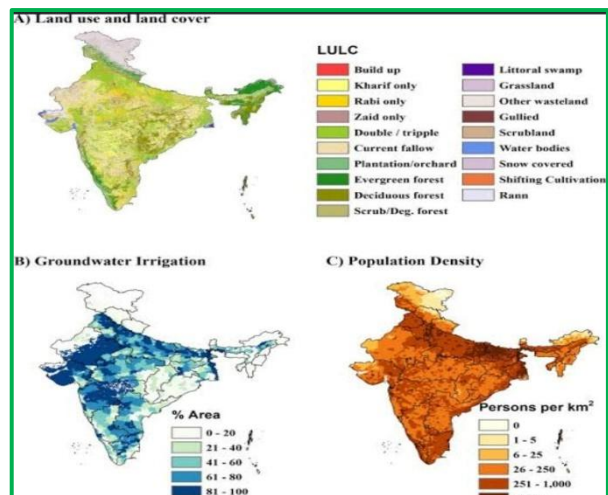 A) Land use and land cover
LULC
Build up
Kharif only
Rabi only
Zaid only
Double / tripple
Current fallow
Plantation/orchard
Evergreen forest
Deciduous forest
Scrub/Deg. forest
Littoral swamp
Grassland
Other wasteland
Gullied
Scrubland
Water bodies
Snow covered
Shifting Cultivation
Rann
B) Groundwater Irrigation
% Area
0 - 20
21 - 40
41 - 60
61 - 80
81 - 100
C) Population Density
Persons per km²
0
1 - 5
6 - 25
26 - 250
251 - 1,000